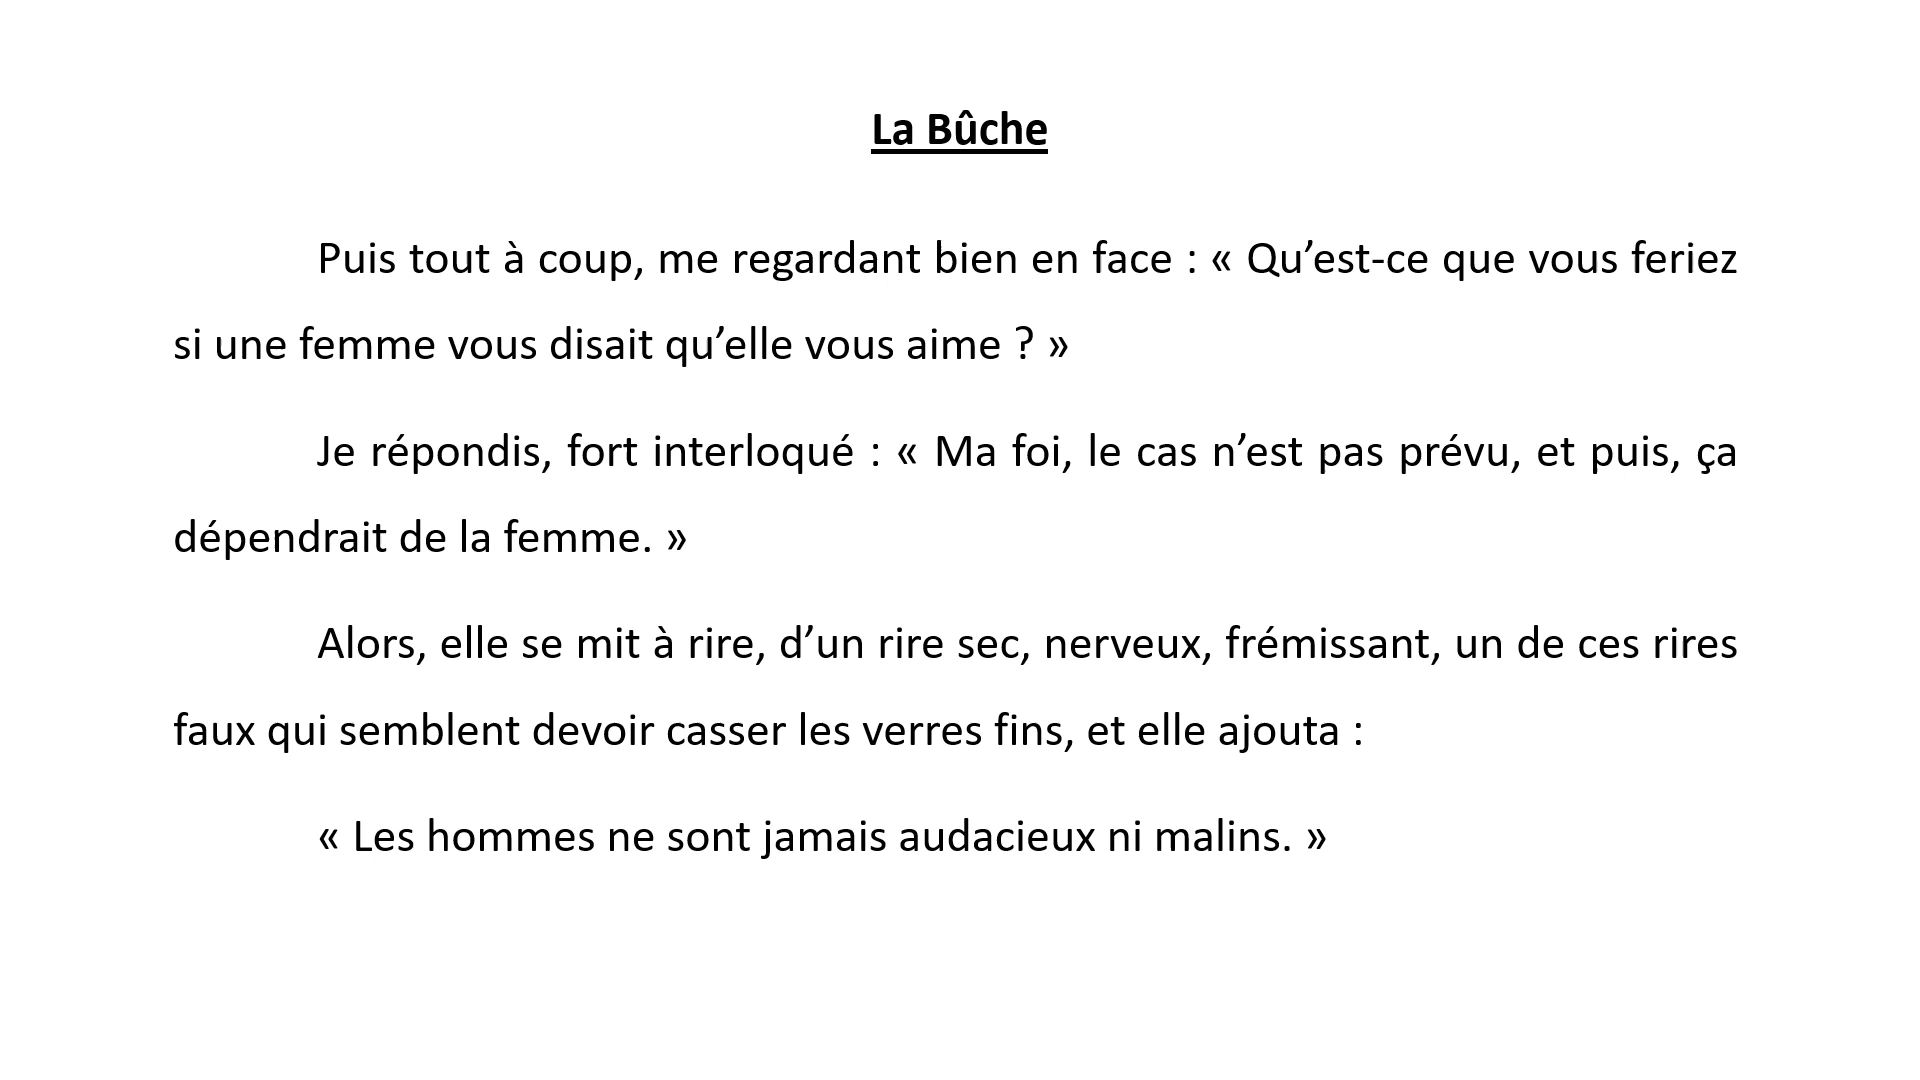 La Bûche
Puis tout à coup, me regardant bien en face : « Qu’est-ce que vous feriez
si une femme vous disait qu’elle vous aime ? »
Je répondis, fort interloqué : « Ma foi, le cas n’est pas prévu, et puis, ça
dépendrait de la femme. »
Alors, elle se mit à rire, d’un rire sec, nerveux, frémissant, un de ces rires
faux qui semblent devoir casser les verres fins, et elle ajouta :
« Les hommes ne sont jamais audacieux ni malins. »